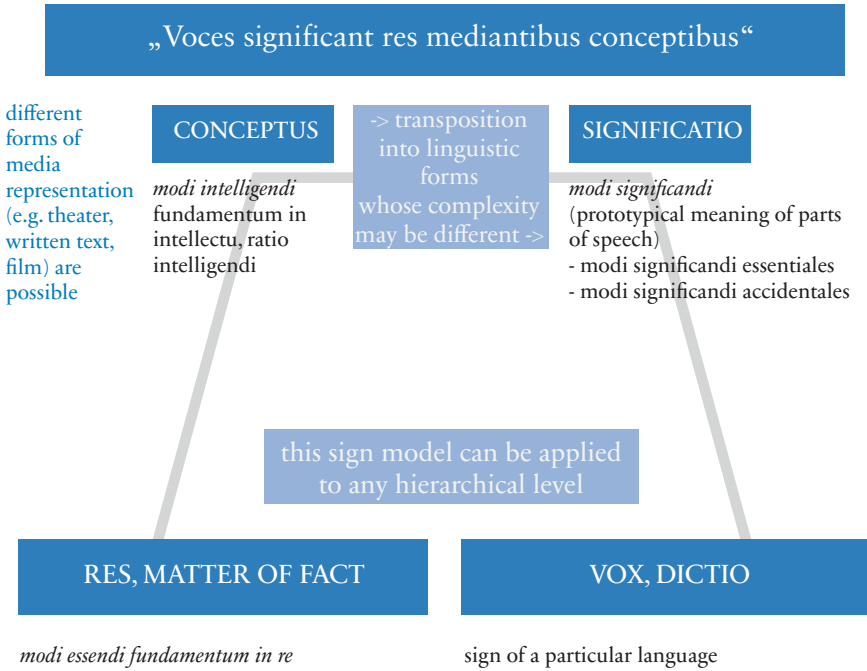 „Voces significant res mediantibus conceptibus“
different
forms of
media
representation
(e.g. theater,
written text,
film) are
possible
CONCEPTUS
modi intelligendi
fundamentum in
intellectu, ratio
intelligendi
-> transposition
into linguistic
forms
whose complexity
may be different ->
SIGNIFICATIO
modi significandi
(prototypical meaning of parts
of speech)
- modi significandi essentiales
- modi significandi accidentales
this sign model can be applied
to any hierarchical level
RES, MATTER OF FACT
modi essendi fundamentum in re
VOX, DICTIO
sign of a particular language